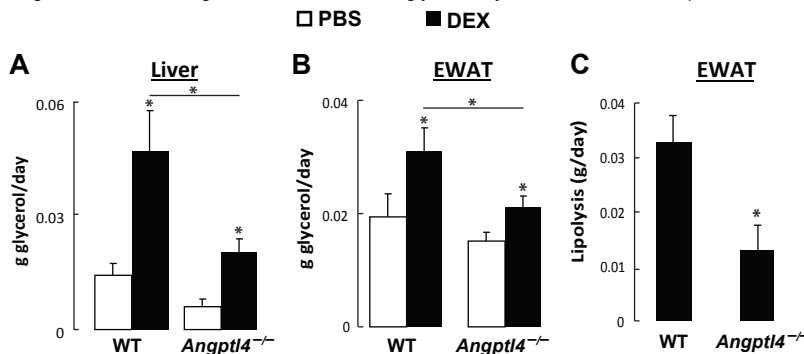 PBS DEX
A Liver
g glycerol/day
0.06
0.03
0
* * *
WT Angptl4⁻/⁻
B EWAT
g glycerol/day
0.04
0.02
0
* * *
WT Angptl4⁻/⁻
C EWAT
Lipolysis (g/day)
0.04
0.03
0.02
0.01
0.00
*
WT Angptl4⁻/⁻